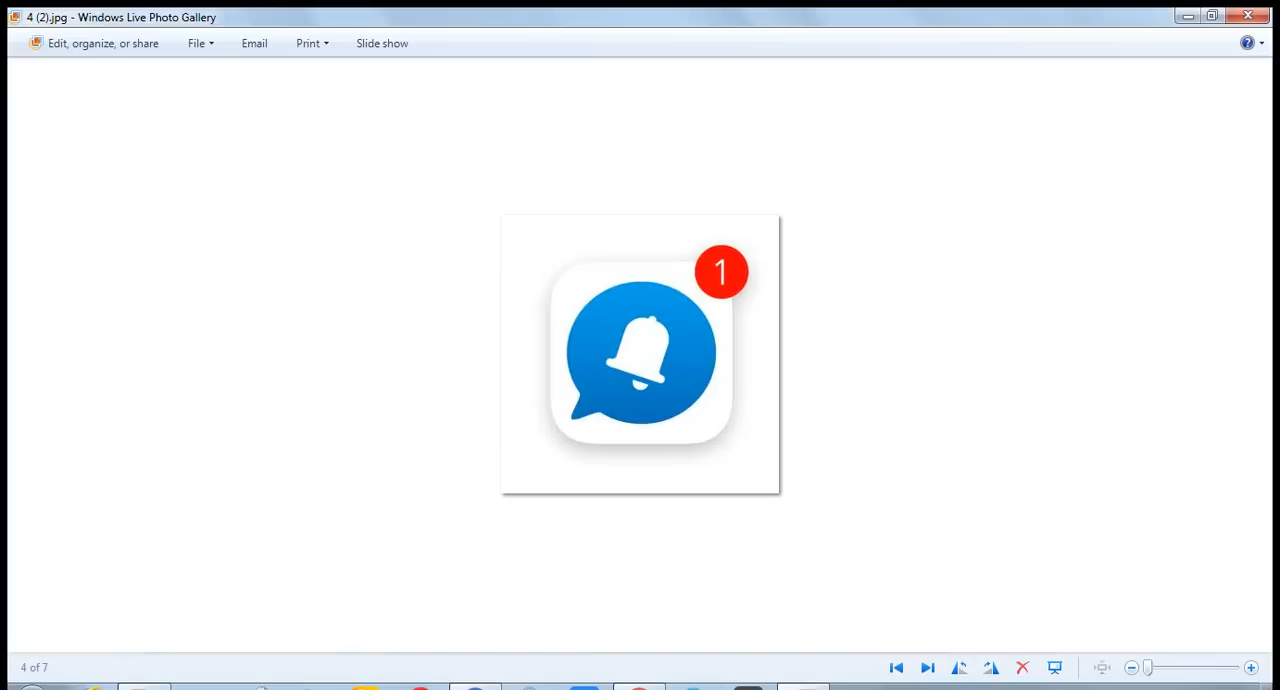 4 (2).jpg - Windows Live Photo Gallery
Edit, organize, or share File Email Print Slide show
1
4 of 7